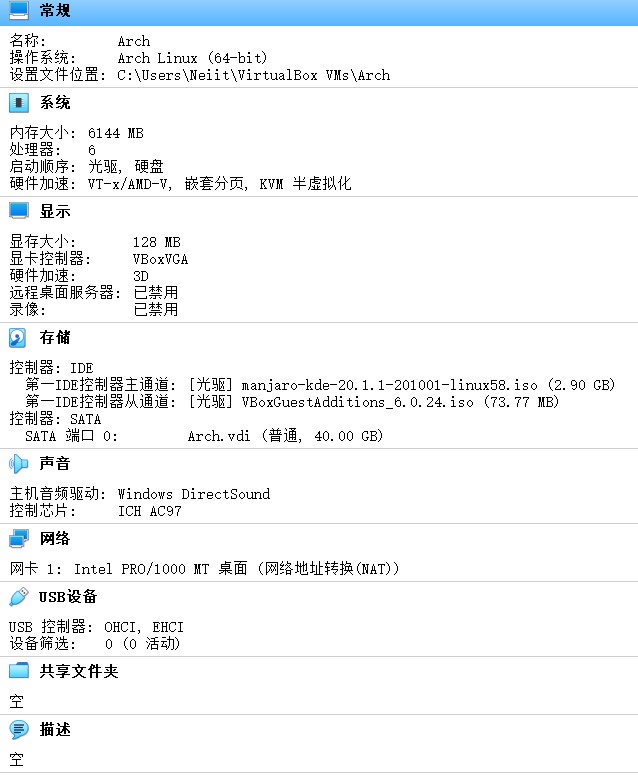 常规
名称: Arch
操作系统: Arch Linux (64-bit)
设置文件位置: C:\Users\Neiit\VirtualBox VMs\Arch
系统
内存大小: 6144 MB
处理器: 6
启动顺序: 光驱, 硬盘
硬件加速: VT-x/AMD-V, 嵌套分页, KVM 半虚拟化
显示
显存大小: 128 MB
显卡控制器: VBoxVGA
硬件加速: 3D
远程桌面服务器: 已禁用
录像: 已禁用
存储
控制器: IDE
第一IDE控制器主通道: [光驱] manjaro-kde-20.1.1-201001-linux58.iso (2.90 GB)
第一IDE控制器从通道: [光驱] VBoxGuestAdditions_6.0.24.iso (73.77 MB)
控制器: SATA
SATA 端口 0: Arch.vdi (普通, 40.00 GB)
声音
主机音频驱动: Windows DirectSound
控制芯片: ICH AC97
网络
网卡 1: Intel PRO/1000 MT 桌面 (网络地址转换(NAT))
USB设备
USB 控制器: OHCI, EHCI
设备筛选: 0 (0 活动)
共享文件夹
空
描述
空